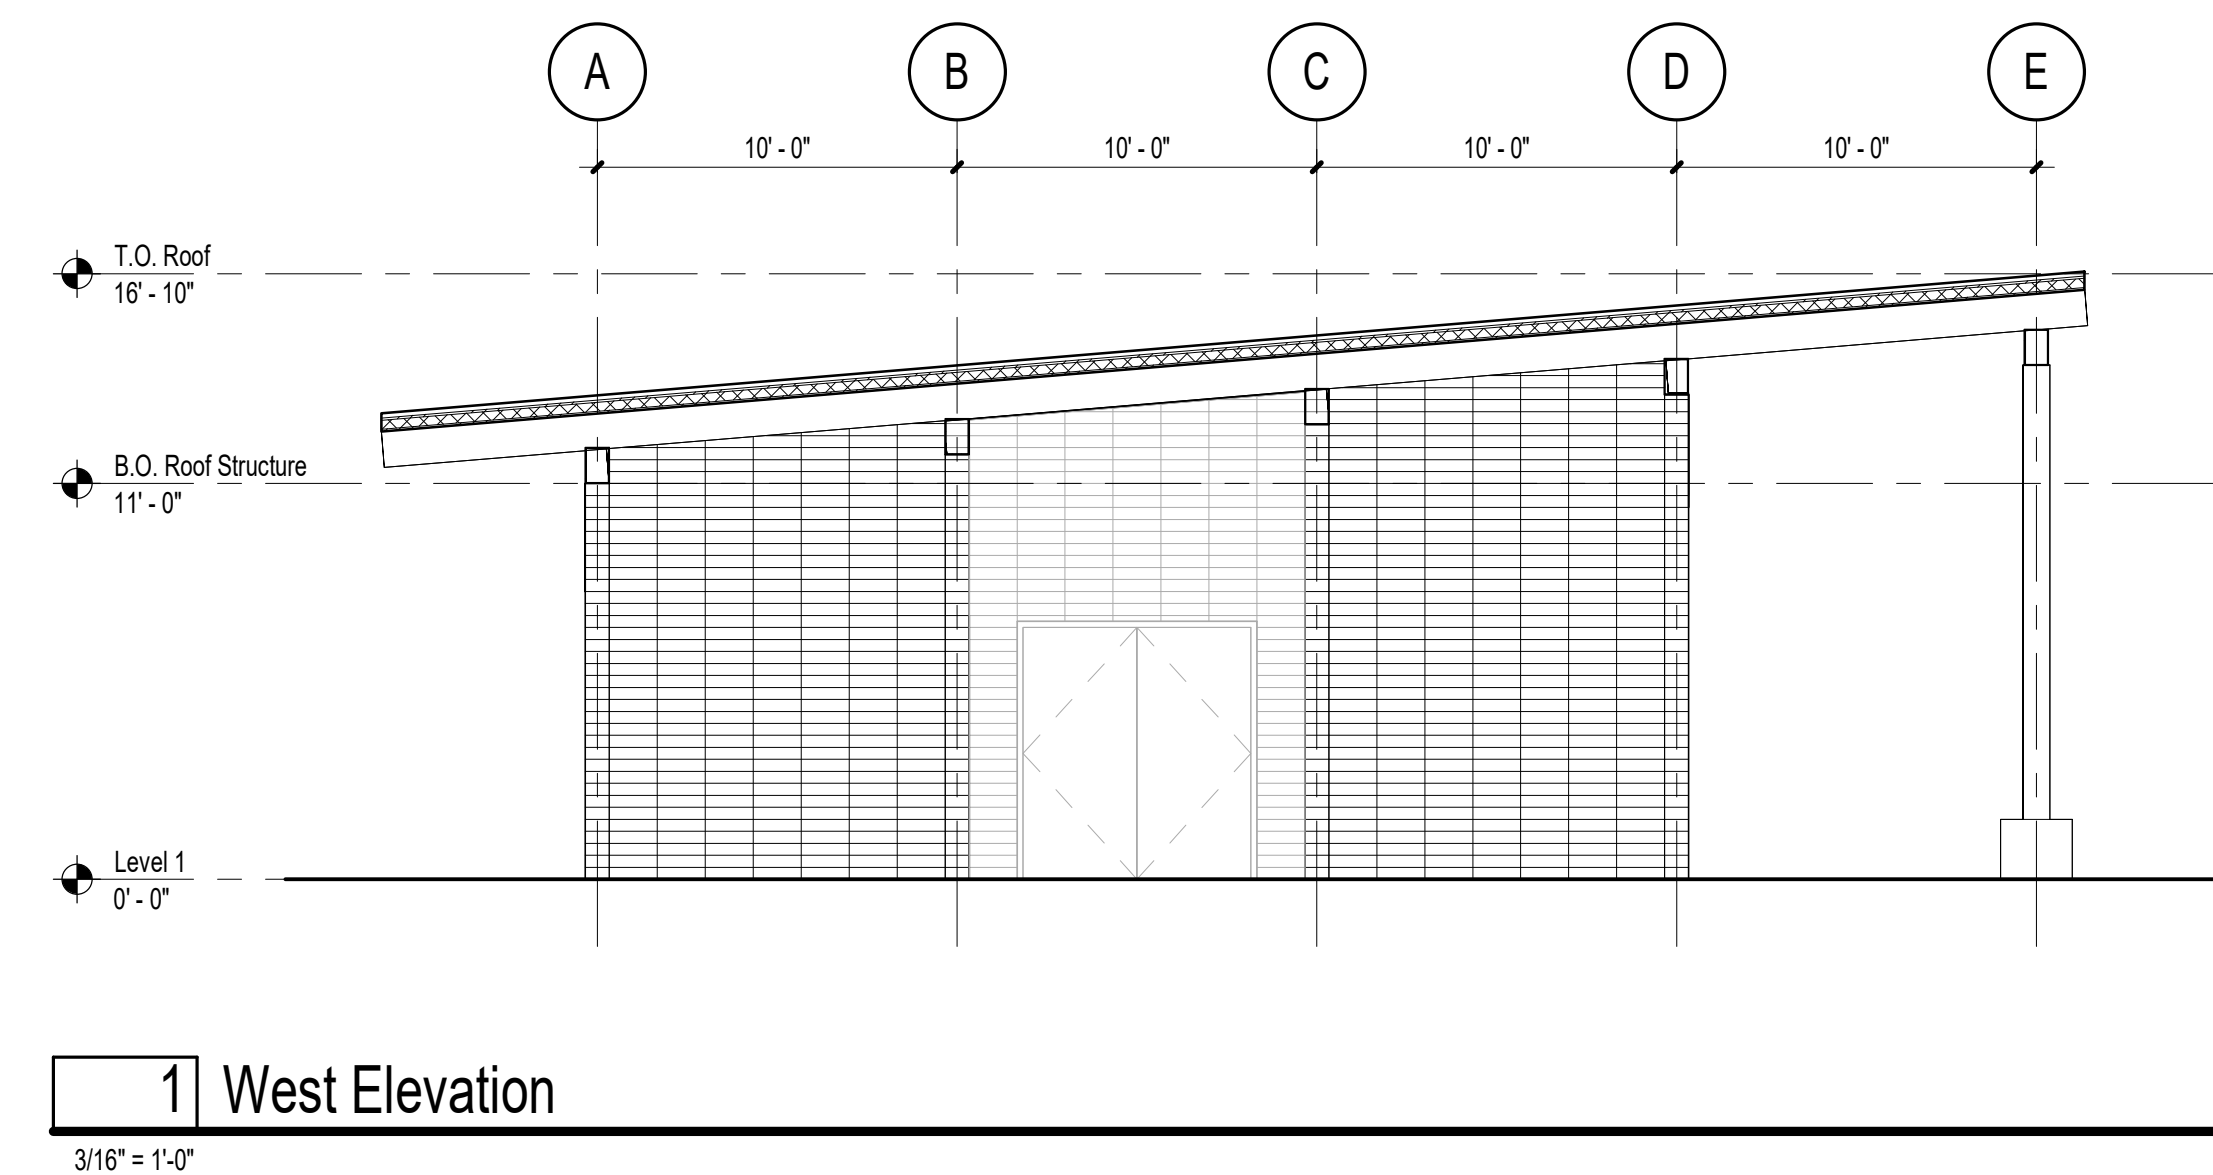 A B C D E
10' - 0" 10' - 0" 10' - 0" 10' - 0"
T.O. Roof
16' - 10"
B.O. Roof Structure
11' - 0"
Level 1
0' - 0"
1 West Elevation
3/16" = 1'-0"